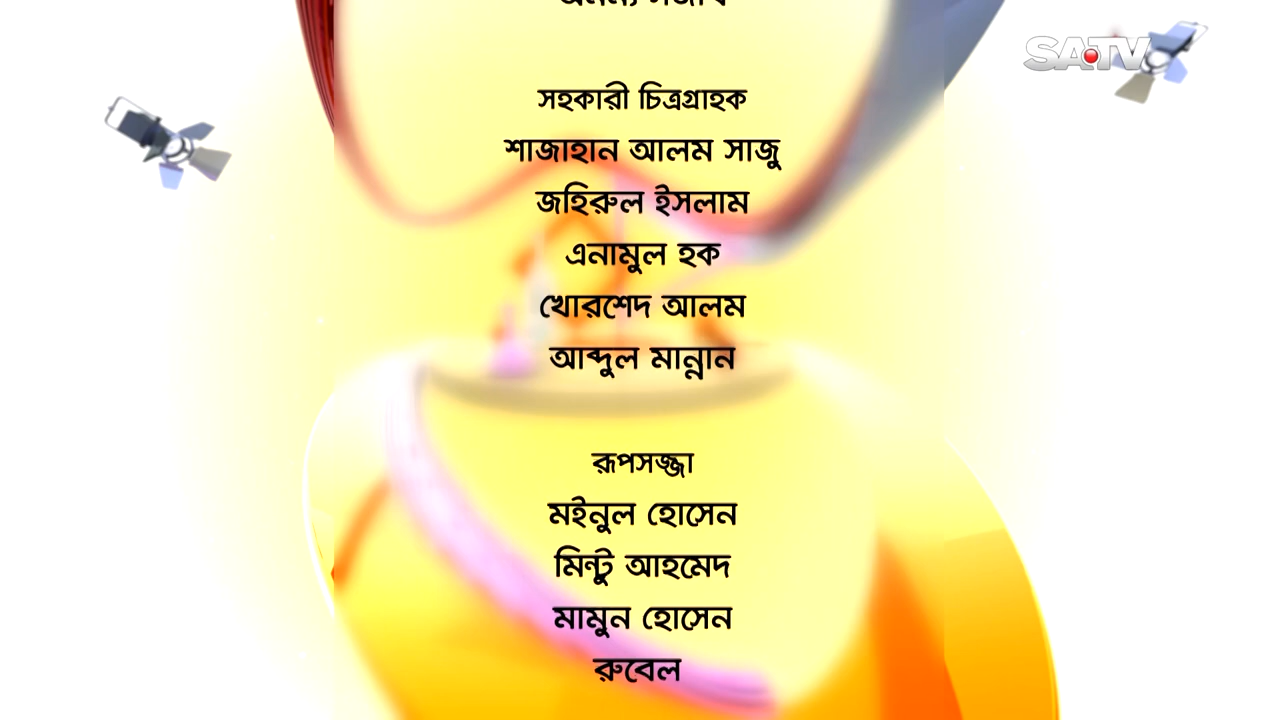 SATV
সহকারী চিত্রগ্রাহক
শাজাহান আলম সাজু
জহিরুল ইসলাম
এনামুল হক
খোরশেদ আলম
আব্দুল মান্নান
রূপসজ্জা
মইনুল হোসেন
মিন্টু আহমেদ
মামুন হোসেন
রুবেল